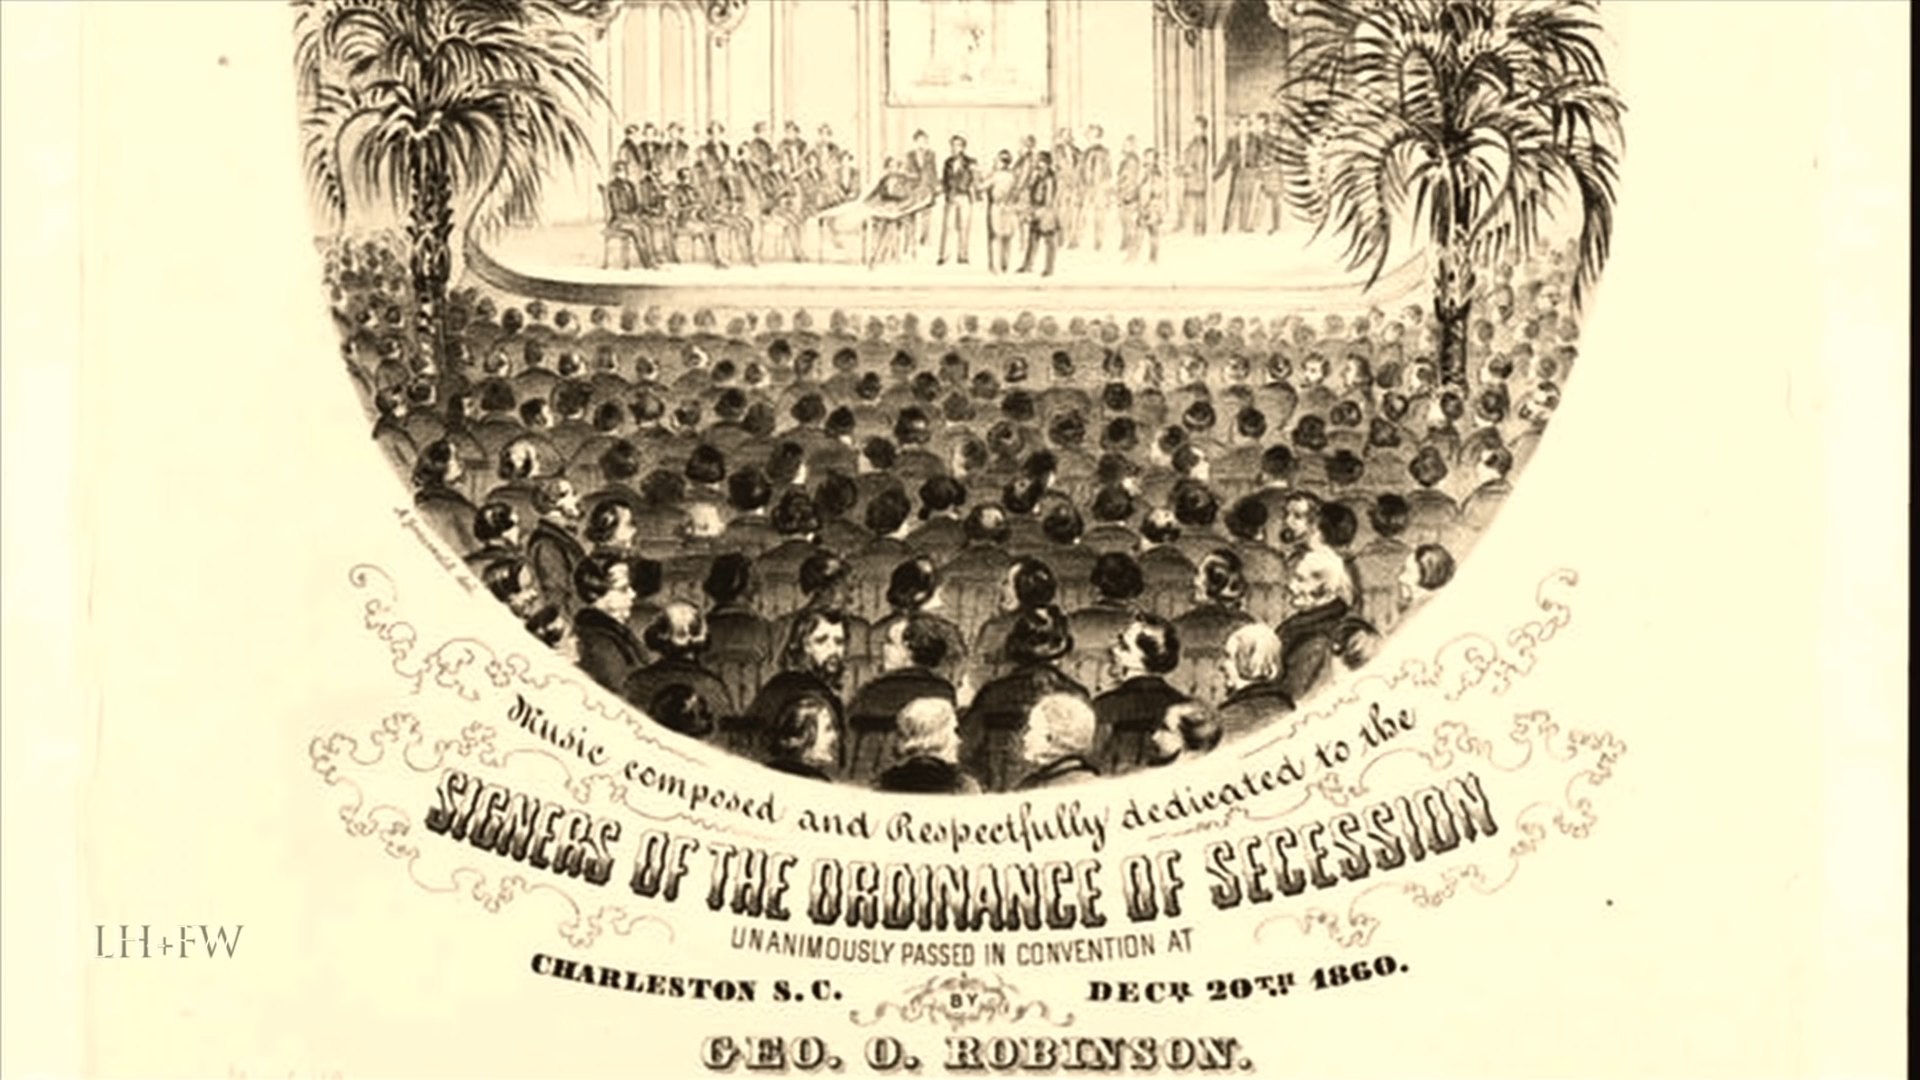 Music composed and Respectfully dedicated to the
SIGNERS OF THE ORDINANCE OF SECESSION
UNANIMOUSLY PASSED IN CONVENTION AT
CHARLESTON S.C. DECR. 20TH 1860.
BY
GEO. O. ROBINSON.
LH+FW